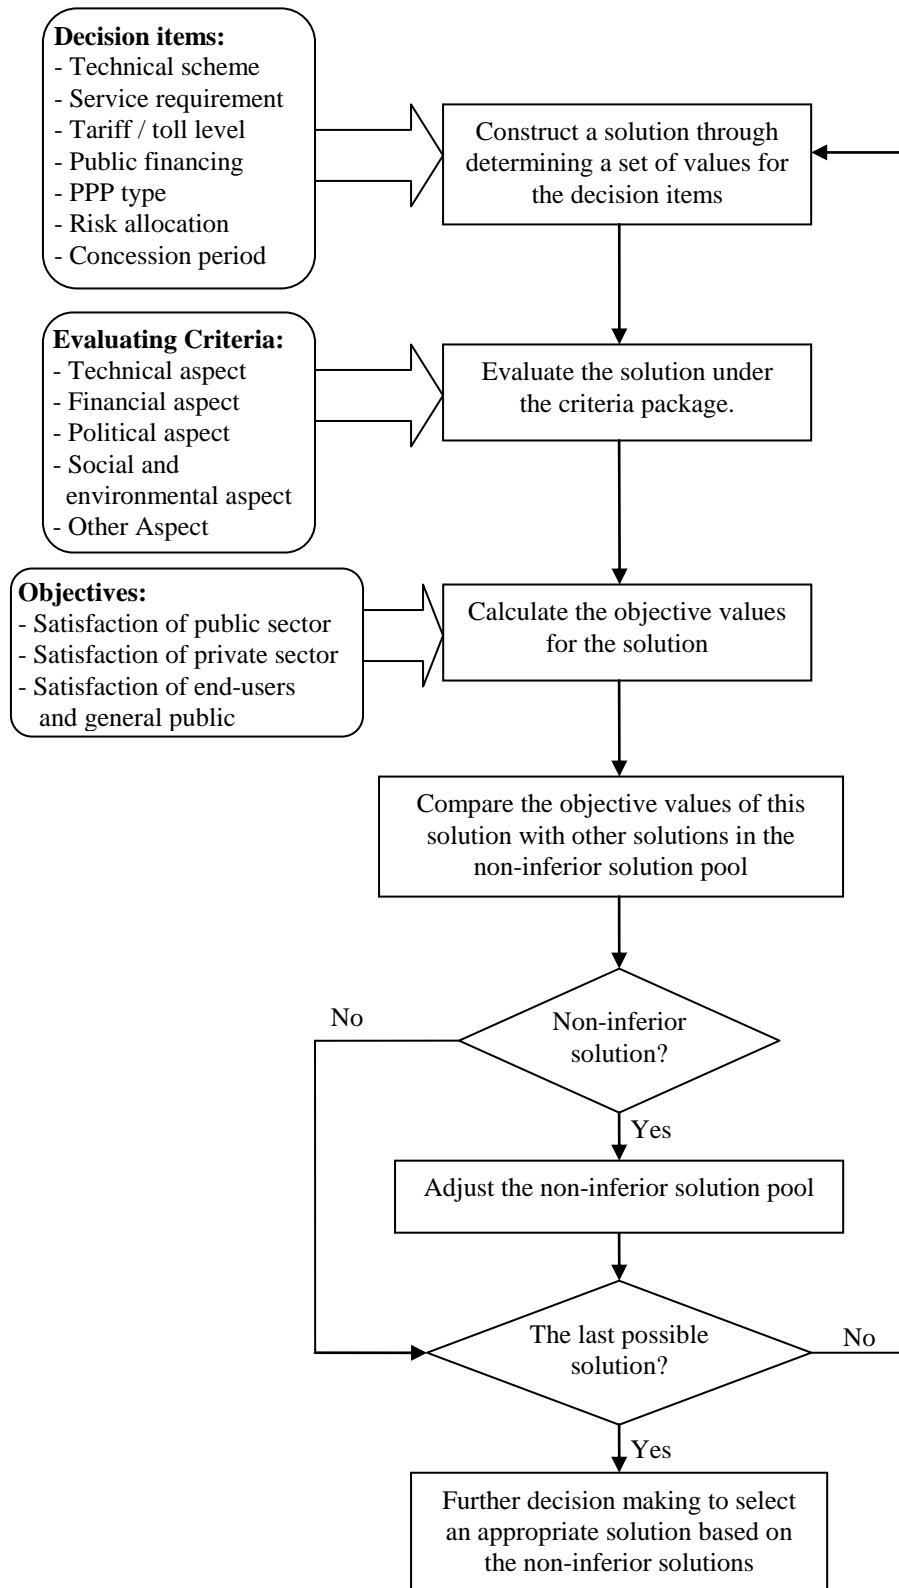 Decision items:
- Technical scheme
- Service requirement
- Tariff / toll level
- Public financing
- PPP type
- Risk allocation
- Concession period
Construct a solution through
determining a set of values for
the decision items
Evaluating Criteria:
- Technical aspect
- Financial aspect
- Political aspect
- Social and
environmental aspect
- Other Aspect
Evaluate the solution under
the criteria package.
Objectives:
- Satisfaction of public sector
- Satisfaction of private sector
- Satisfaction of end-users
and general public
Calculate the objective values
for the solution
Compare the objective values of this
solution with other solutions in the
non-inferior solution pool
No
Non-inferior
solution?
Yes
Adjust the non-inferior solution pool
The last possible
solution?
No
Yes
Further decision making to select
an appropriate solution based on
the non-inferior solutions